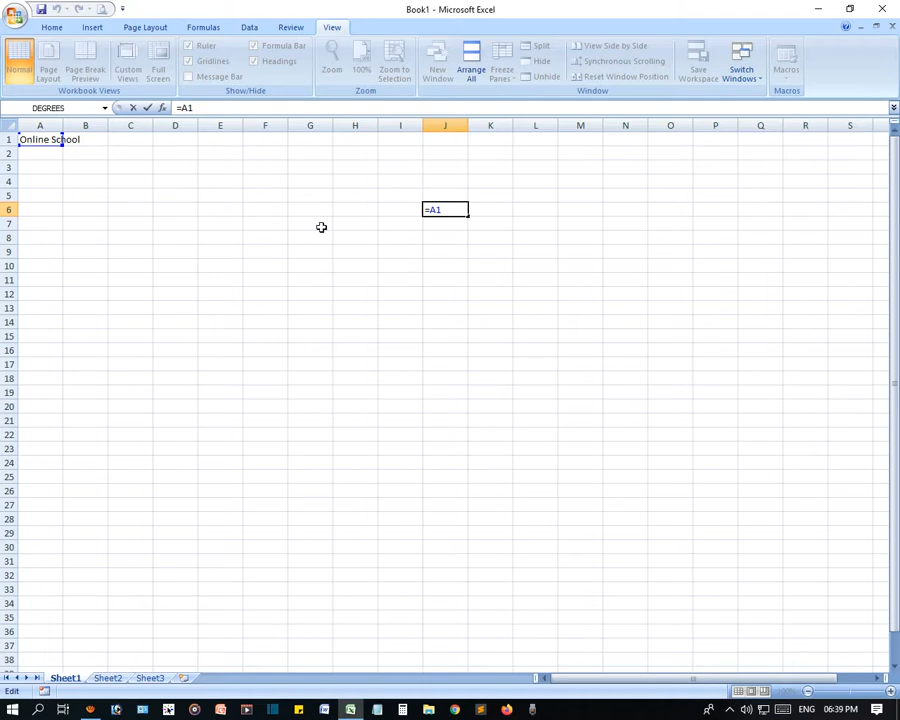 Book1 - Microsoft Excel
Home Insert Page Layout Formulas Data Review View
Normal Page Layout Page Break Preview Custom Views Full Screen
Workbook Views
Ruler Formula Bar
Gridlines Headings
Message Bar
Show/Hide
Zoom 100% Zoom to Selection
Zoom
New Window Arrange All Freeze Panes
Split View Side by Side
Hide Synchronous Scrolling
Unhide Reset Window Position
Save Workspace Switch Windows
Window
Macros
Macros
DEGREES fx =A1
A B C D E F G H I J K L M N O P Q R S
1 Online School
2
3
4
5
6 =A1
7
8
9
10
11
12
13
14
15
16
17
18
19
20
21
22
23
24
25
26
27
28
29
30
31
32
33
34
35
36
37
38
Sheet1 Sheet2 Sheet3
Edit 100%
ENG 06:39 PM